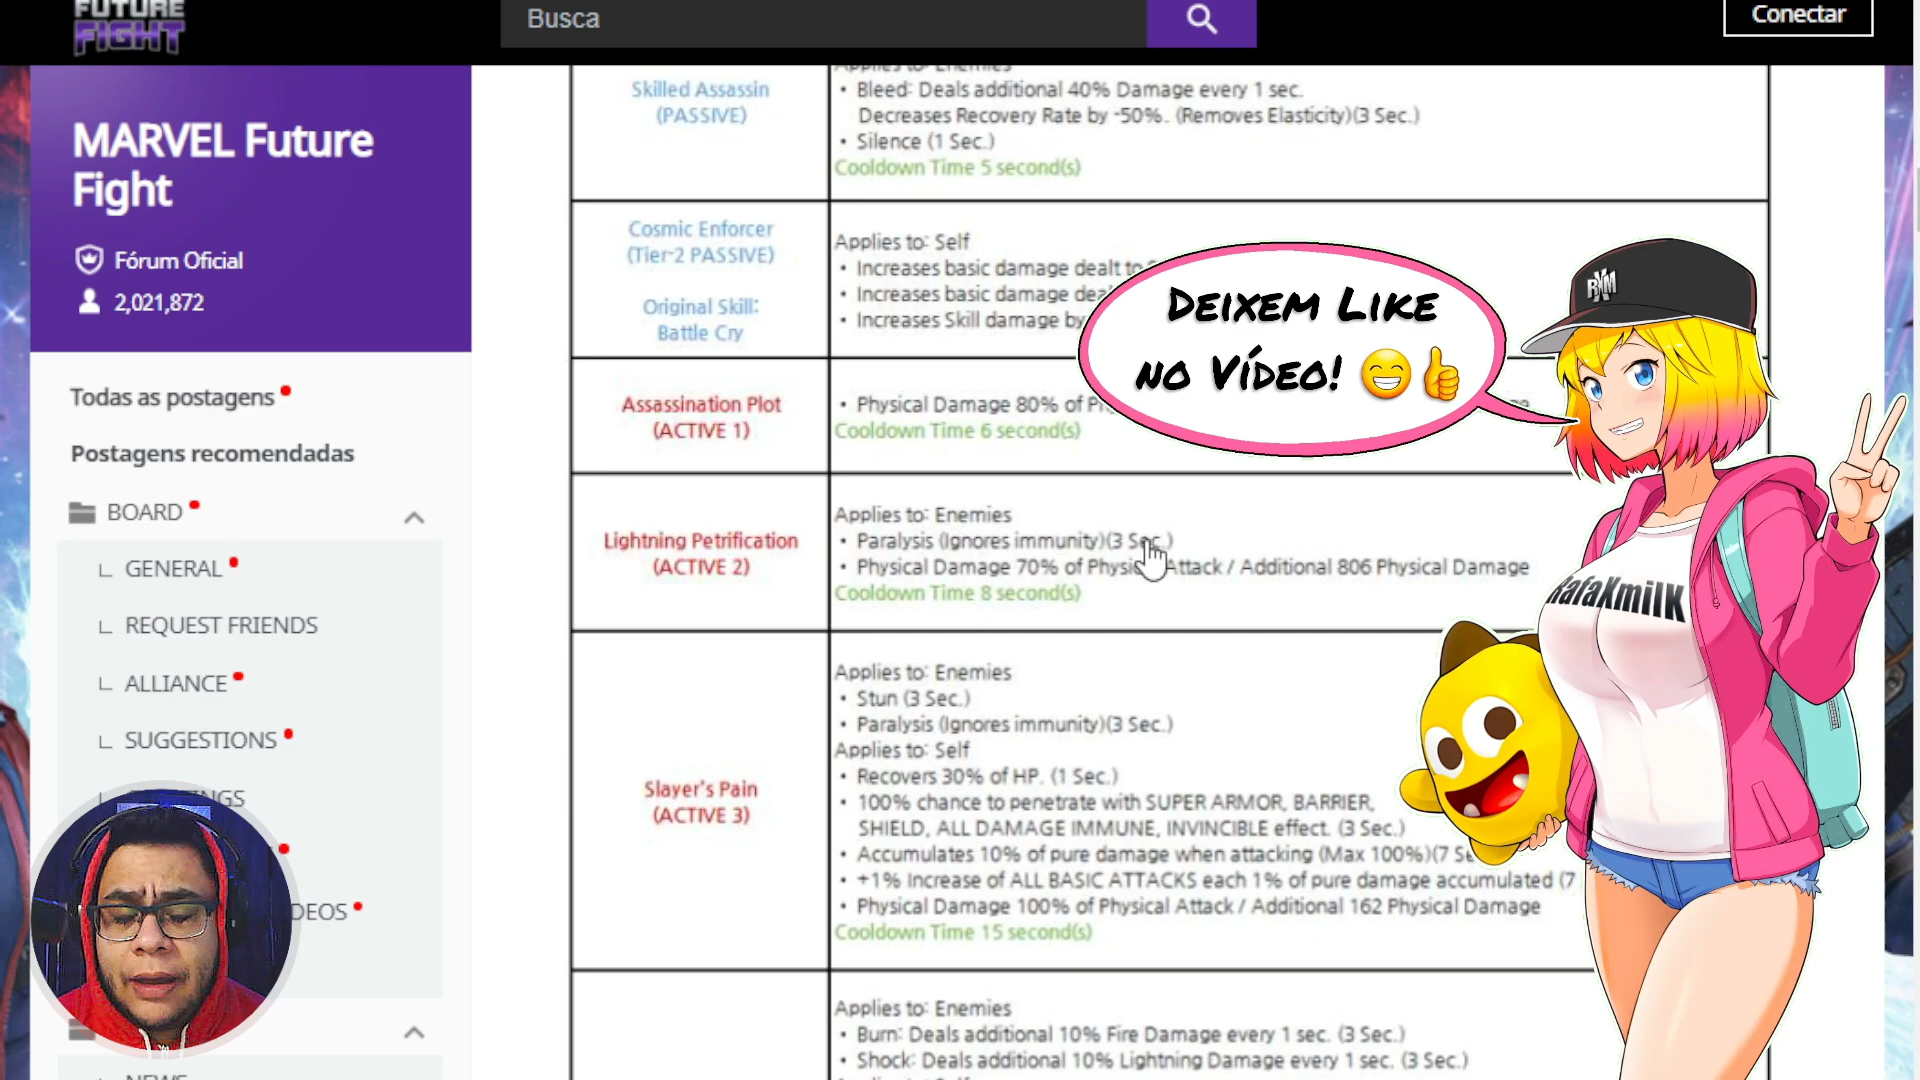 FUTURE
FIGHT
Busca
Conectar
MARVEL Future
Fight
Fórum Oficial
2,021,872
Todas as postagens
Postagens recomendadas
BOARD
GENERAL
REQUEST FRIENDS
ALLIANCE
SUGGESTIONS
NEWS
Applies to: Enemies
Skilled Assassin
(PASSIVE)
• Bleed: Deals additional 40% Damage every 1 sec.
Decreases Recovery Rate by -50%. (Removes Elasticity)(3 Sec.)
• Silence (1 Sec.)
Cooldown Time 5 second(s)
Cosmic Enforcer
(Tier-2 PASSIVE)
Original Skill:
Battle Cry
Applies to: Self
• Increases basic damage dealt to
• Increases basic damage
• Increases Skill damage by
Assassination Plot
(ACTIVE 1)
• Physical Damage 80% of
Cooldown Time 6 second(s)
Lightning Petrification
(ACTIVE 2)
Applies to: Enemies
• Paralysis (Ignores immunity)(3 Sec.)
• Physical Damage 70% of Physical Attack / Additional 806 Physical Damage
Cooldown Time 8 second(s)
Slayer's Pain
(ACTIVE 3)
Applies to: Enemies
• Stun (3 Sec.)
• Paralysis (Ignores immunity)(3 Sec.)
Applies to: Self
• Recovers 30% of HP. (1 Sec.)
• 100% chance to penetrate with SUPER ARMOR, BARRIER,
SHIELD, ALL DAMAGE IMMUNE, INVINCIBLE effect. (3 Sec.)
• Accumulates 10% of pure damage when attacking (Max 100%)(7
• +1% Increase of ALL BASIC ATTACKS each 1% of pure damage accumulated (7
• Physical Damage 100% of Physical Attack / Additional 162 Physical Damage
Cooldown Time 15 second(s)
Applies to: Enemies
• Burn: Deals additional 10% Fire Damage every 1 sec. (3 Sec.)
• Shock: Deals additional 10% Lightning Damage every 1 sec. (3 Sec.)
Deixem Like
no Vídeo! 😁👍
RXM
RafaXmilK